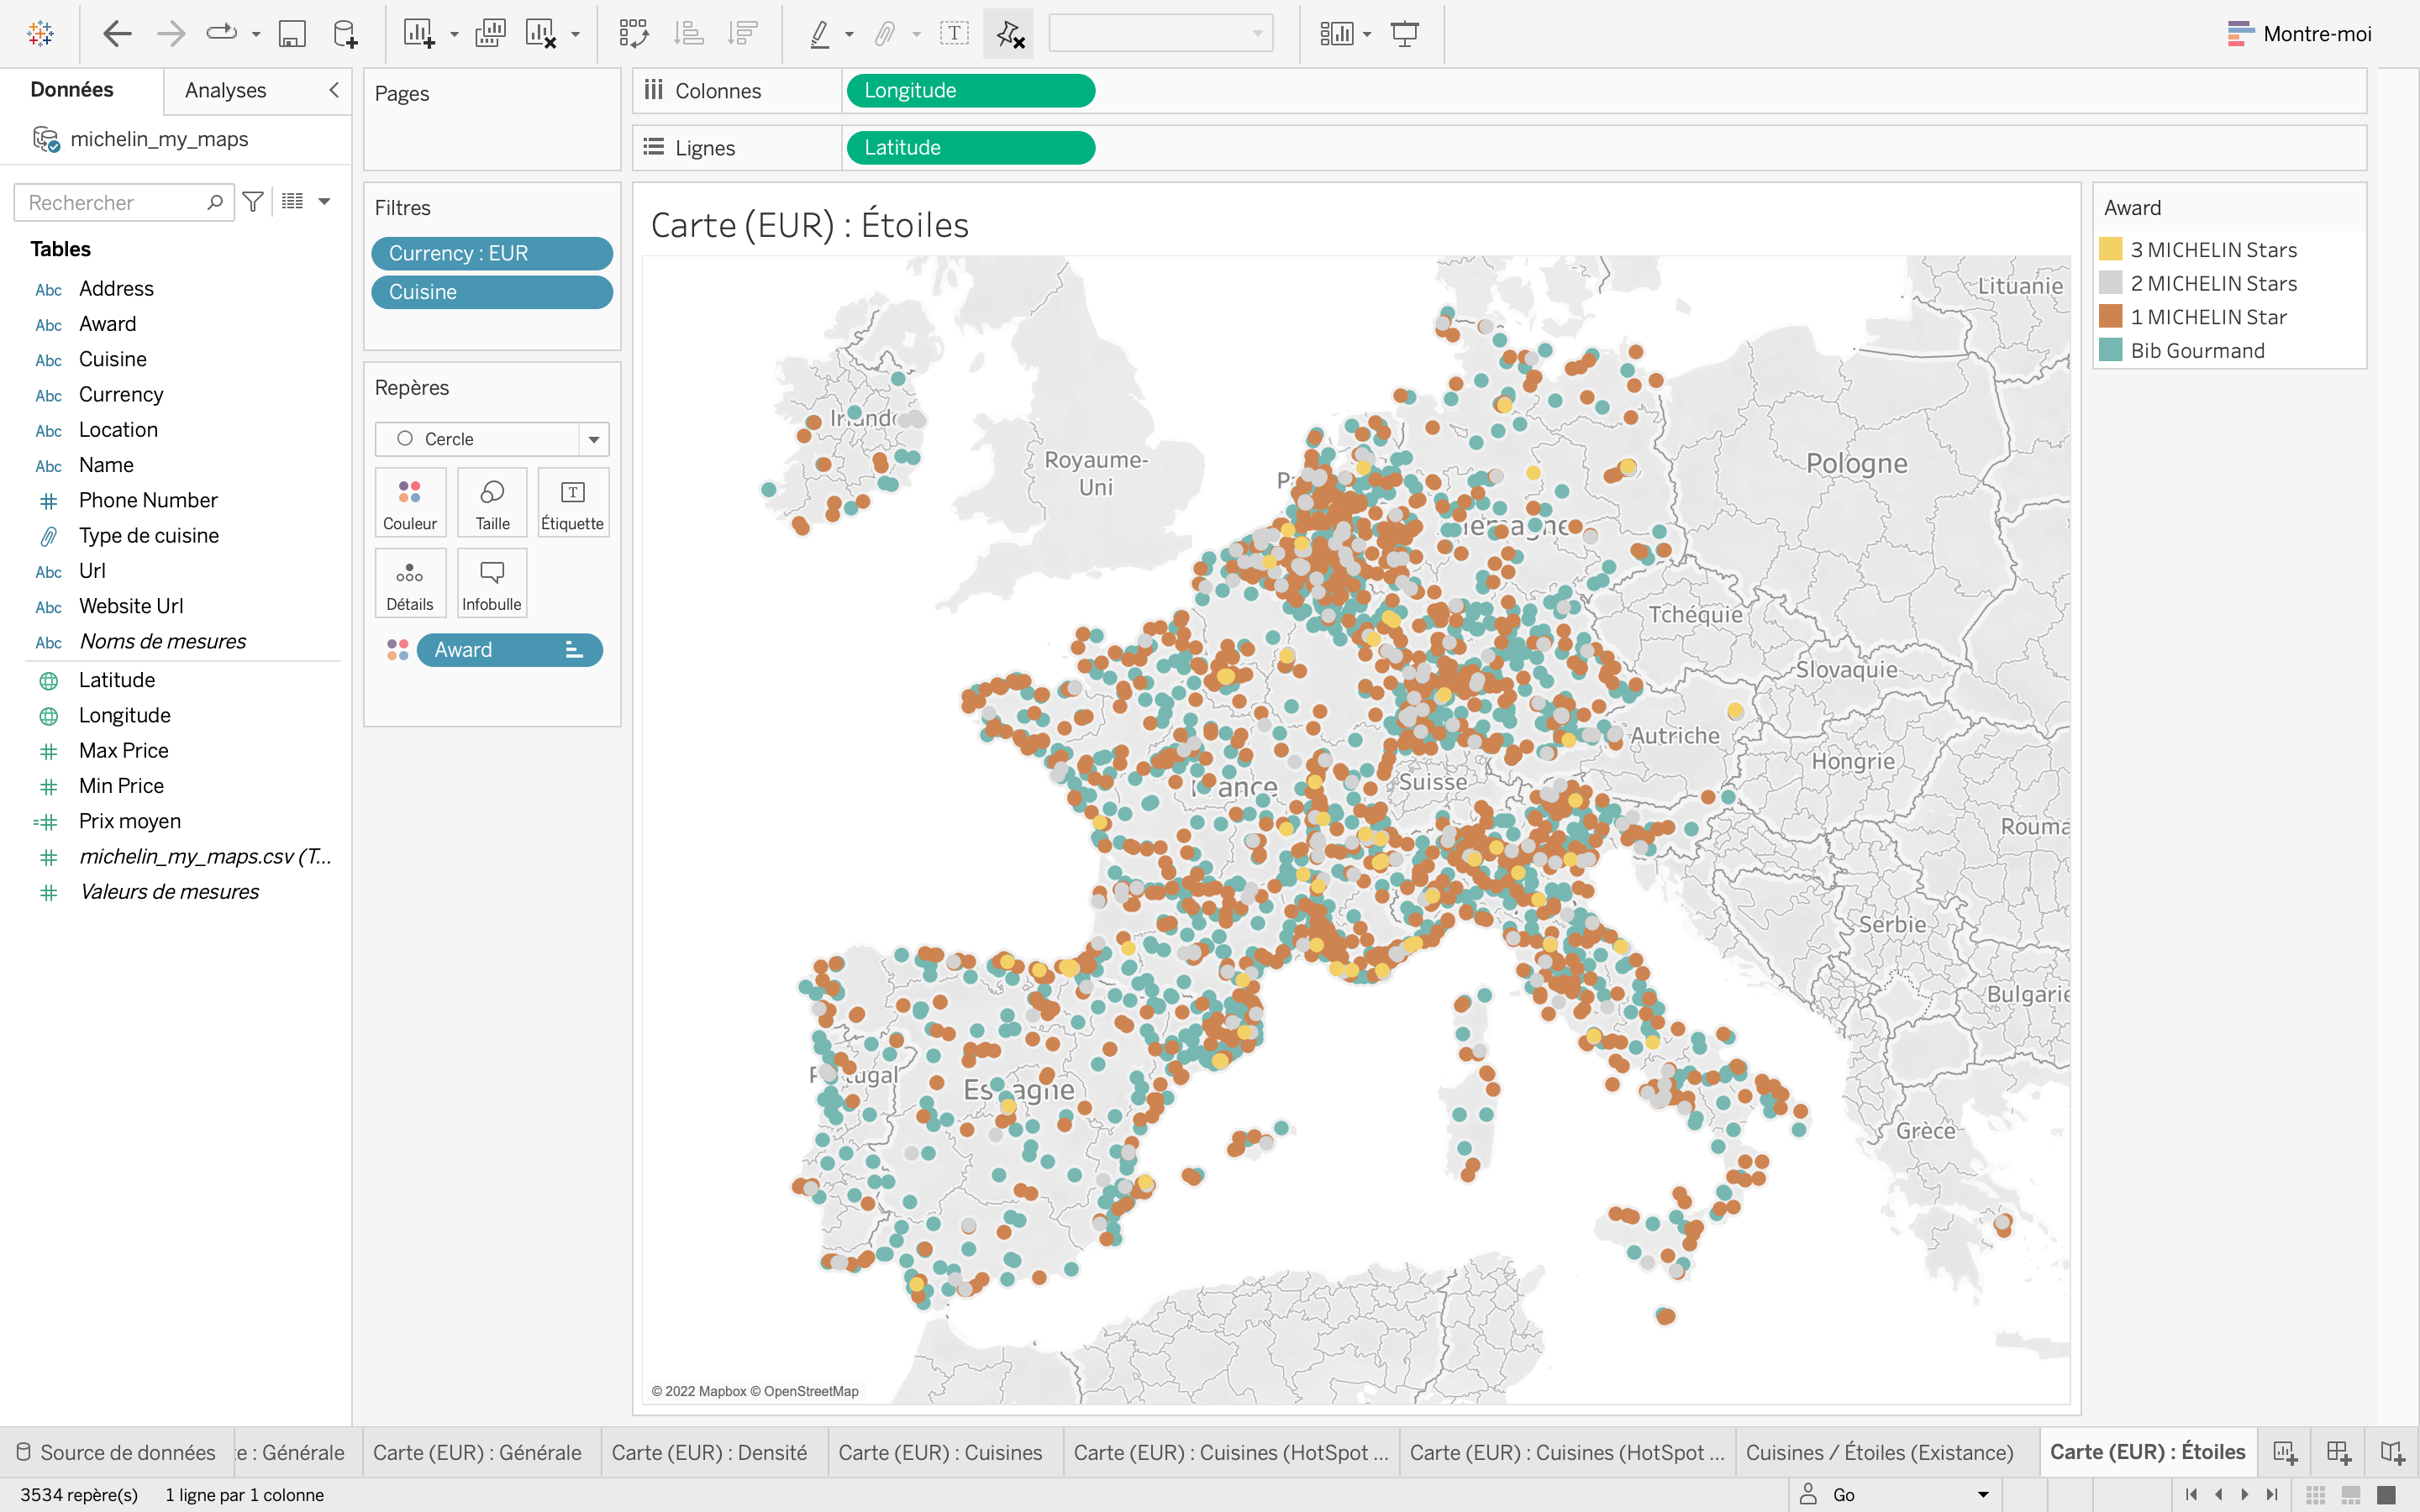 Montre-moi
Données
Analyses
michelin_my_maps
Rechercher
Tables
Abc Address
Abc Award
Abc Cuisine
Abc Currency
Abc Location
Abc Name
Phone Number
Type de cuisine
Abc Url
Abc Website Url
Abc Noms de mesures
Latitude
Longitude
Max Price
Min Price
Prix moyen
michelin_my_maps.csv (T...
Valeurs de mesures
Pages
Filtres
Currency : EUR
Cuisine
Repères
Cercle
Couleur
Taille
T
Étiquette
Détails
Infobulle
Award
Colonnes
Longitude
Lignes
Latitude
Carte (EUR) : Étoiles
Lituanie
Royaume-
Uni
Pologne
Tchéquie
Slovaquie
Autriche
Hongrie
Suisse
Rouma
Serbie
Bulgarie
Grèce
© 2022 Mapbox © OpenStreetMap
Award
3 MICHELIN Stars
2 MICHELIN Stars
1 MICHELIN Star
Bib Gourmand
Source de données
e : Générale
Carte (EUR) : Générale
Carte (EUR) : Densité
Carte (EUR) : Cuisines
Carte (EUR) : Cuisines (HotSpot ...
Carte (EUR) : Cuisines (HotSpot ...
Cuisines / Étoiles (Existance)
Carte (EUR) : Étoiles
3534 repère(s)
1 ligne par 1 colonne
Go